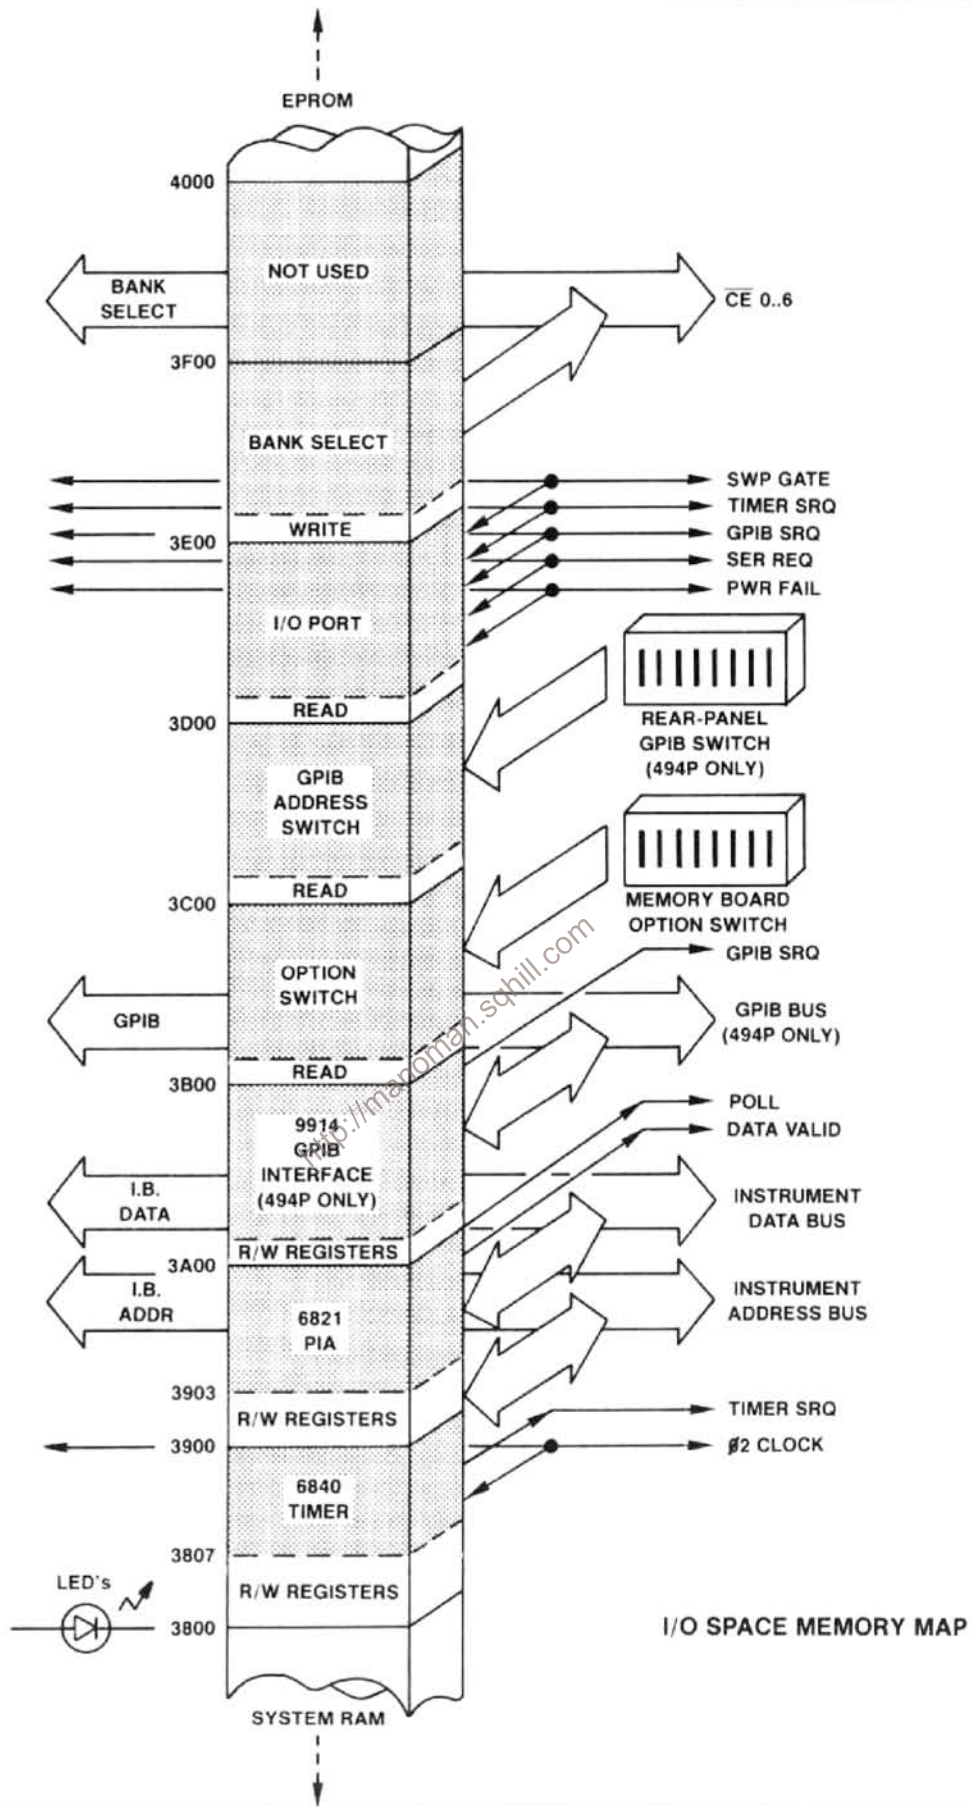 EPROM
4000
NOT USED
BANK
SELECT
CE 0..6
3F00
BANK SELECT
SWP GATE
TIMER SRQ
WRITE
GPIB SRQ
3E00
SER REQ
PWR FAIL
I/O PORT
READ
3D00
REAR-PANEL
GPIB SWITCH
(494P ONLY)
GPIB
ADDRESS
SWITCH
READ
3C00
MEMORY BOARD
OPTION SWITCH
GPIB SRQ
OPTION
SWITCH
GPIB
GPIB BUS
(494P ONLY)
READ
3B00
http://manoman.sqhill.com
POLL
DATA VALID
9914
GPIB
INTERFACE
(494P ONLY)
I.B.
DATA
INSTRUMENT
DATA BUS
R/W REGISTERS
3A00
I.B.
ADDR
INSTRUMENT
ADDRESS BUS
6821
PIA
3903
R/W REGISTERS
TIMER SRQ
3900
ø2 CLOCK
6840
TIMER
3807
LED's
R/W REGISTERS
3800
I/O SPACE MEMORY MAP
SYSTEM RAM